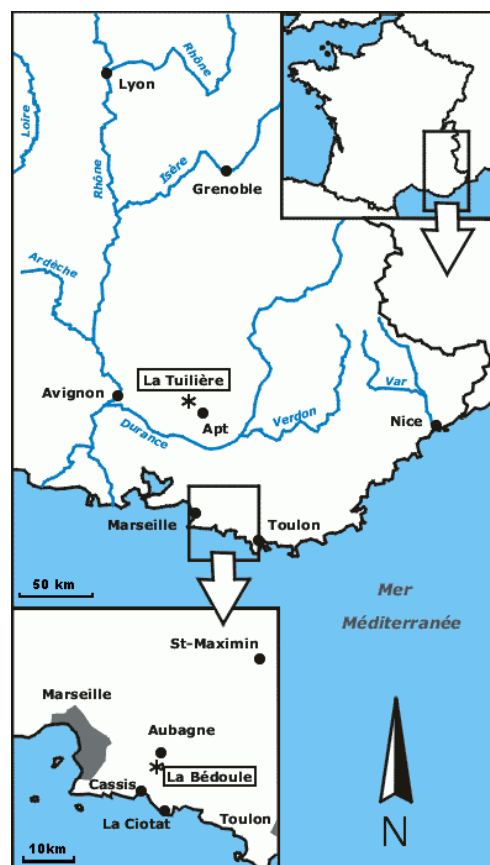 Rhône
Lyon
Loire
Rhône
Isère
Grenoble
Ardèche
La Tuilière
Avignon
Apt
Var
Verdon
Durance
Nice
Marseille
Toulon
50 km
Mer
Méditerranée
St-Maximin
Marseille
Aubagne
La Bédoule
Cassis
La Ciotat
Toulon
10km
N